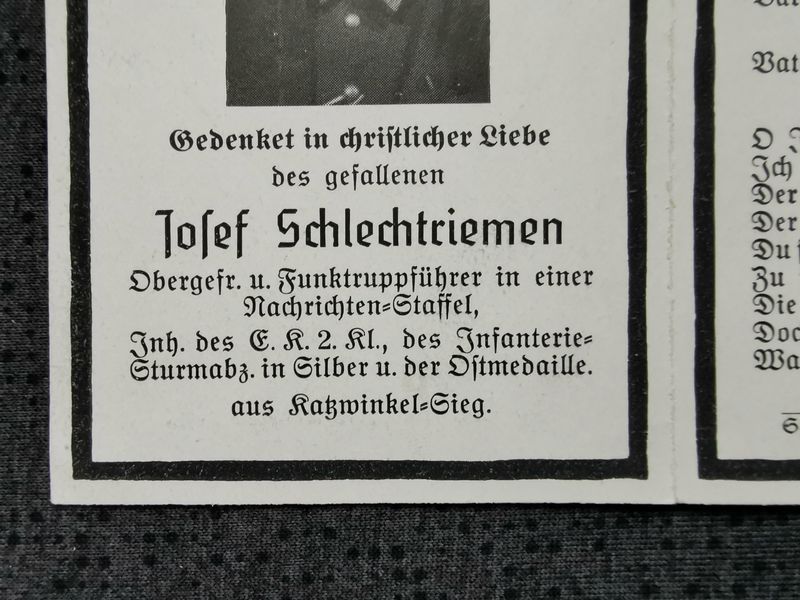 Gedenket in christlicher Liebe
des gefallenen
Josef Schlechtriemen
Obergefr. u. Funktruppführer in einer
Nachrichten-Staffel,
Inh. des E. K. 2. Kl., des Infanterie-
Sturmabz. in Silber u. der Ostmedaille.
aus Katzwinkel-Sieg.
Vat
O
Ich
Der
Der
Du
Zu
Die
Doc
Wa